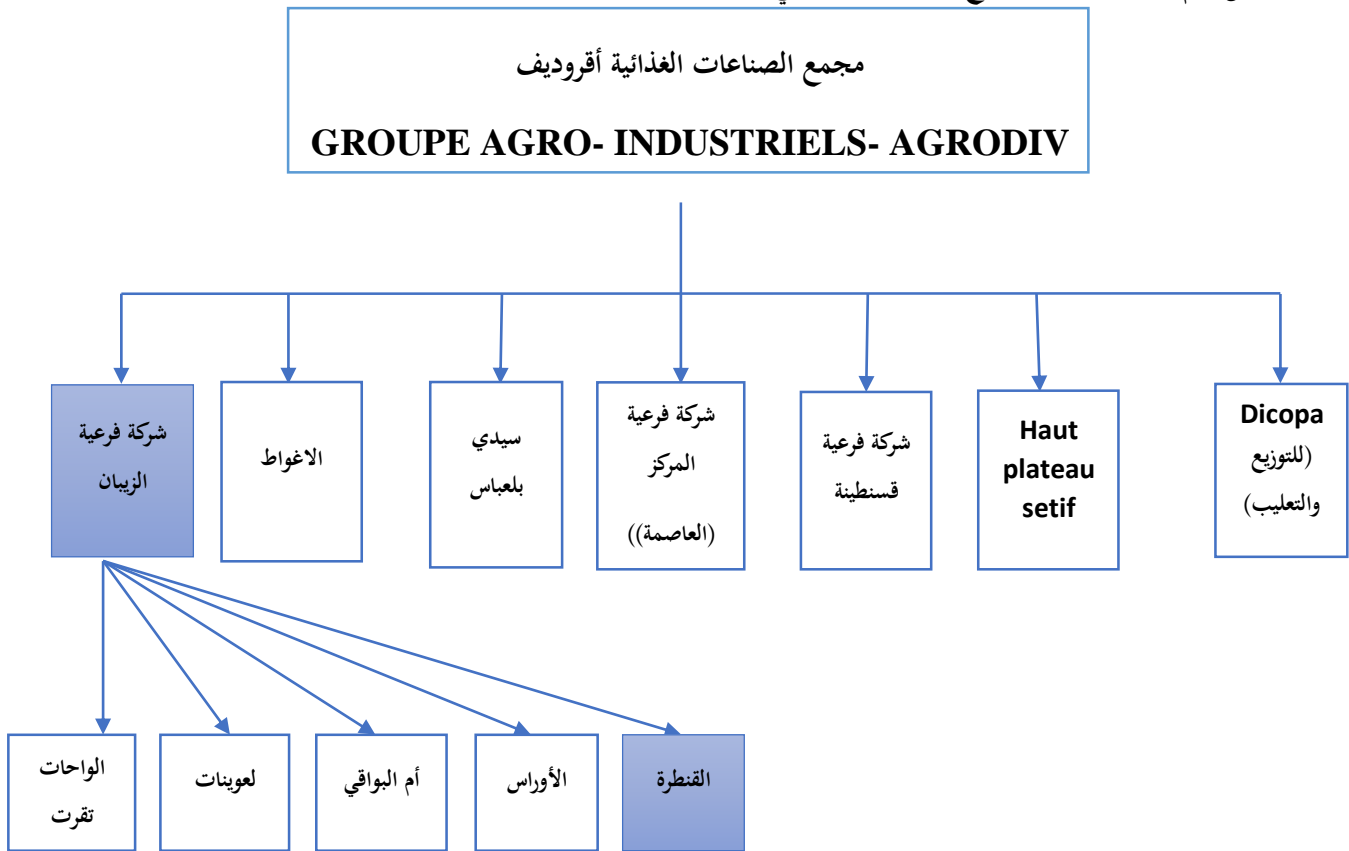 مجمع الصناعات الغذائية أقروديف
GROUPE AGRO- INDUSTRIELS- AGRODIV
Dicopa
(للتوزيع
والتعليب)
Haut
plateau
setif
شركة فرعية
قسنطينة
شركة فرعية
المركز
(العاصمة))
سيدي
بلعباس
الاغواط
شركة فرعية
الزيبان
القنطرة
الأوراس
أم البواقي
لعوينات
الواحات
تقرت